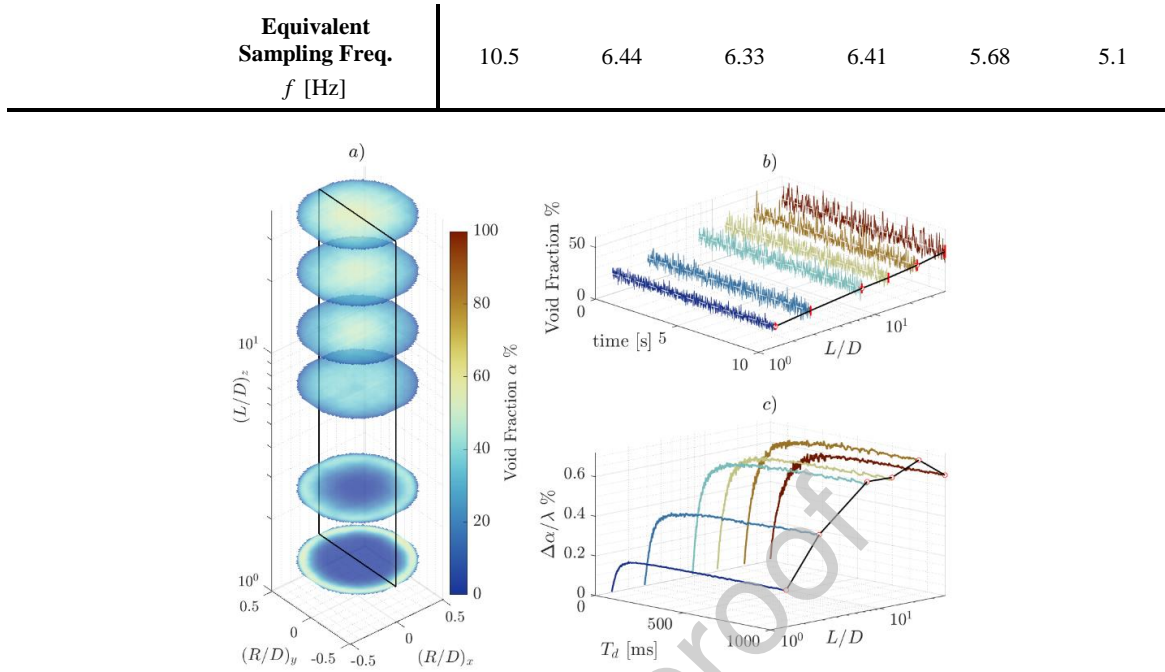 Equivalent
Sampling Freq.
f [Hz]
10.5 6.44 6.33 6.41 5.68 5.1
a)
(L/D)z
10^1
10^0
0.5
0
-0.5
(R/D)y
-0.5
0
0.5
(R/D)x
100
80
60
40
20
0
Void Fraction α %
b)
Void Fraction %
50
0
0
time [s] 5
10
10^0
10^1
L/D
c)
Δα/λ %
0.6
0.4
0.2
0
0
500
1000
T_d [ms]
10^0
10^1
L/D
proof